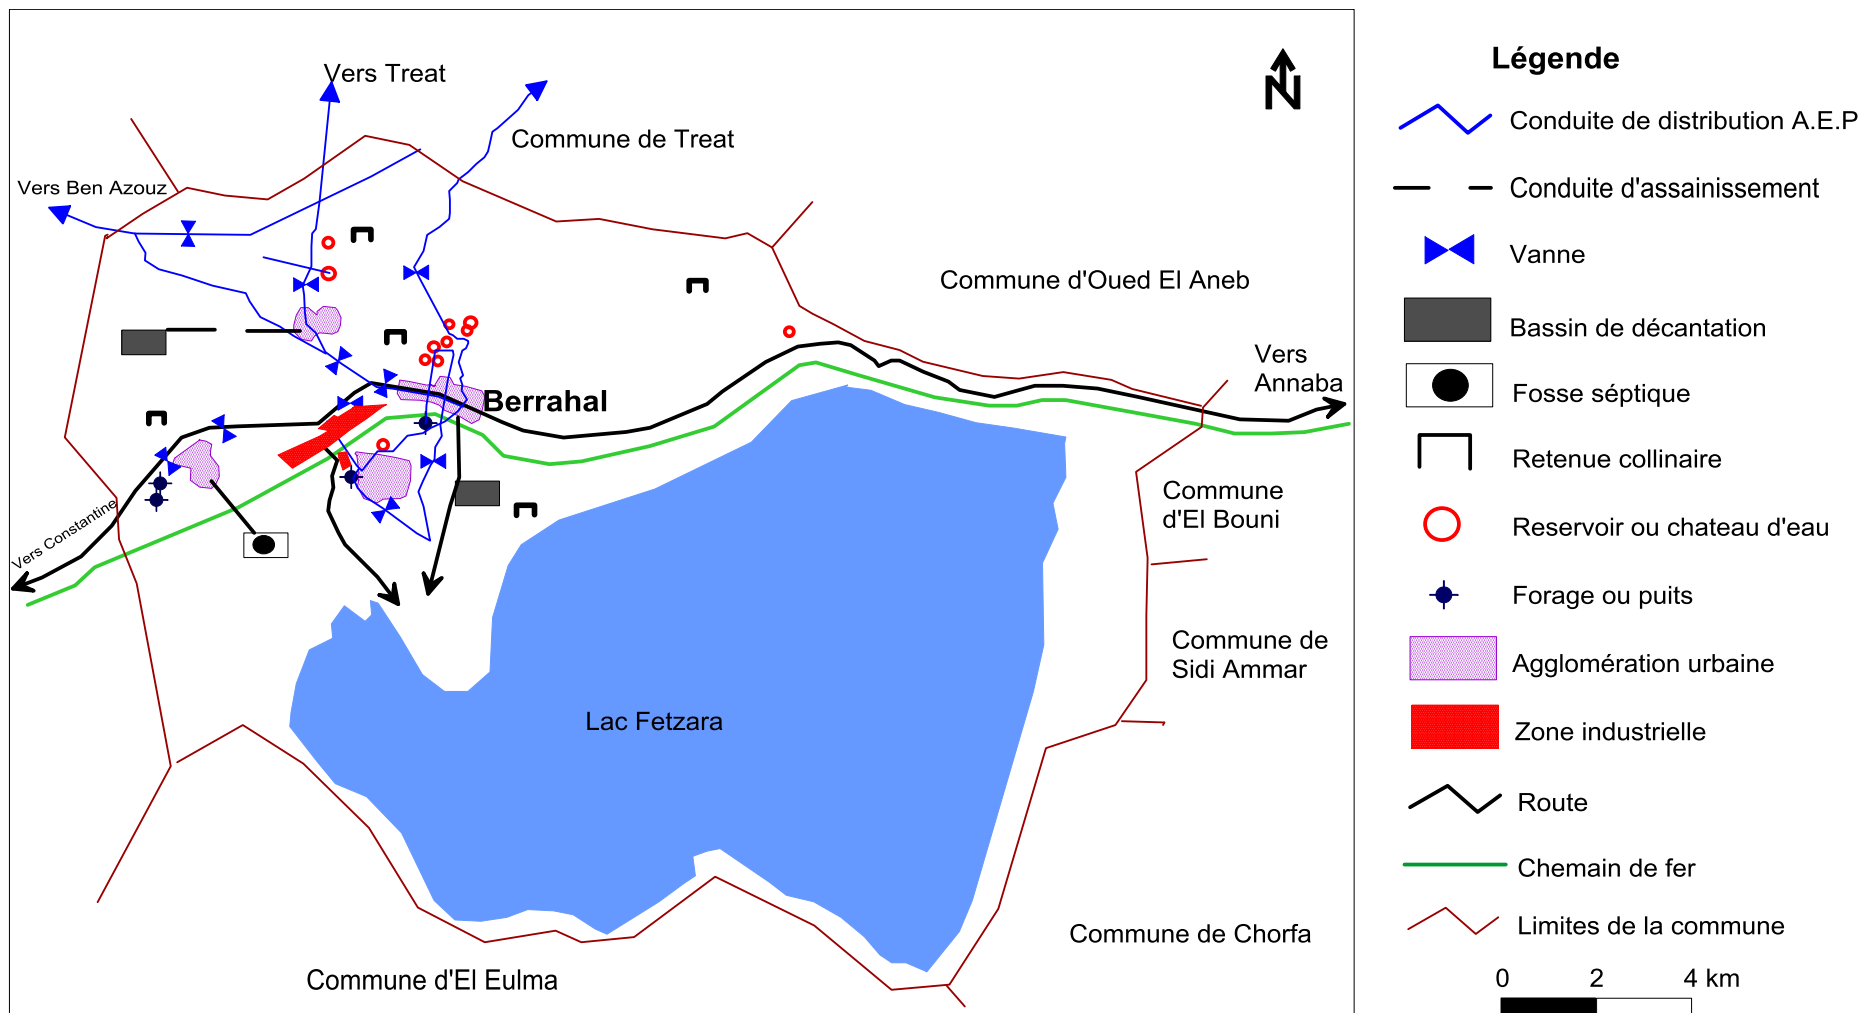 Vers Treat
Commune de Treat
Vers Ben Azouz
N
Commune d'Oued El Aneb
Vers
Annaba
Berrahal
Commune
d'El Bouni
Vers Constantine
Commune de
Sidi Ammar
Lac Fetzara
Commune de Chorfa
Commune d'El Eulma
Légende
Conduite de distribution A.E.P
Conduite d'assainissement
Vanne
Bassin de décantation
Fosse séptique
Retenue collinaire
Reservoir ou chateau d'eau
Forage ou puits
Agglomération urbaine
Zone industrielle
Route
Chemain de fer
Limites de la commune
0 2 4 km